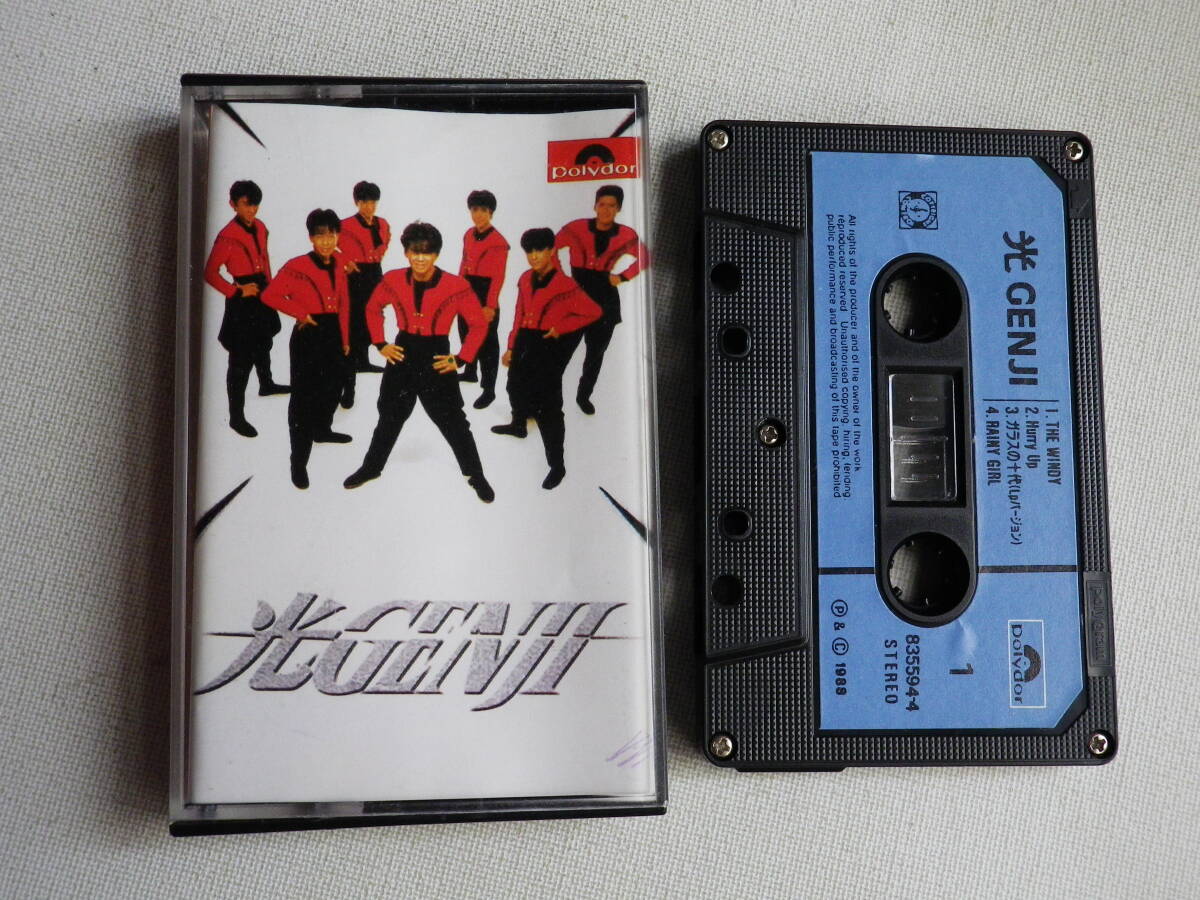 Polydor
光GENJI
光 GENJI
1. THE WINDY
2. Hurry Up
3. ガラスの十代(Lpバージョン)
4. RAINY GIRL
All rights of the producer and of the owner of the work
reproduced reserved Unauthorised copying, hiring, lending,
public performance and broadcasting of this tape prohibited
Polydor
1
835594-4
STEREO
Ⓟ & Ⓒ 1988